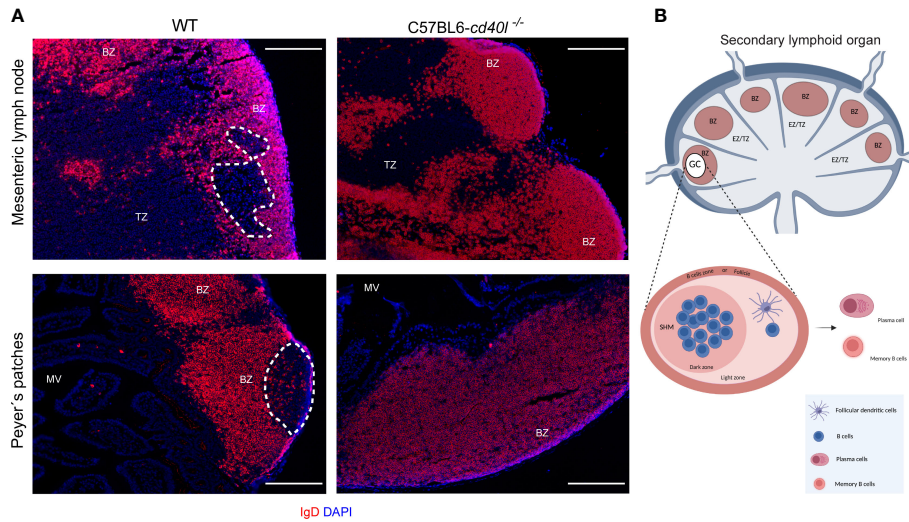 A
WT
C57BL6-cd40l -/-
Mesenteric lymph node
BZ
BZ
TZ
BZ
TZ
BZ
Peyer´s patches
BZ
BZ
MV
MV
BZ
IgD DAPI
B
Secondary lymphoid organ
BZ
BZ
BZ
BZ
BZ
BZ
EZ/TZ
EZ/TZ
EZ/TZ
GC
B cells zone or Follicle
SHM
Dark zone
Light zone
Plasma cell
Memory B cells
Follicular dendritic cells
B cells
Plasma cells
Memory B cells